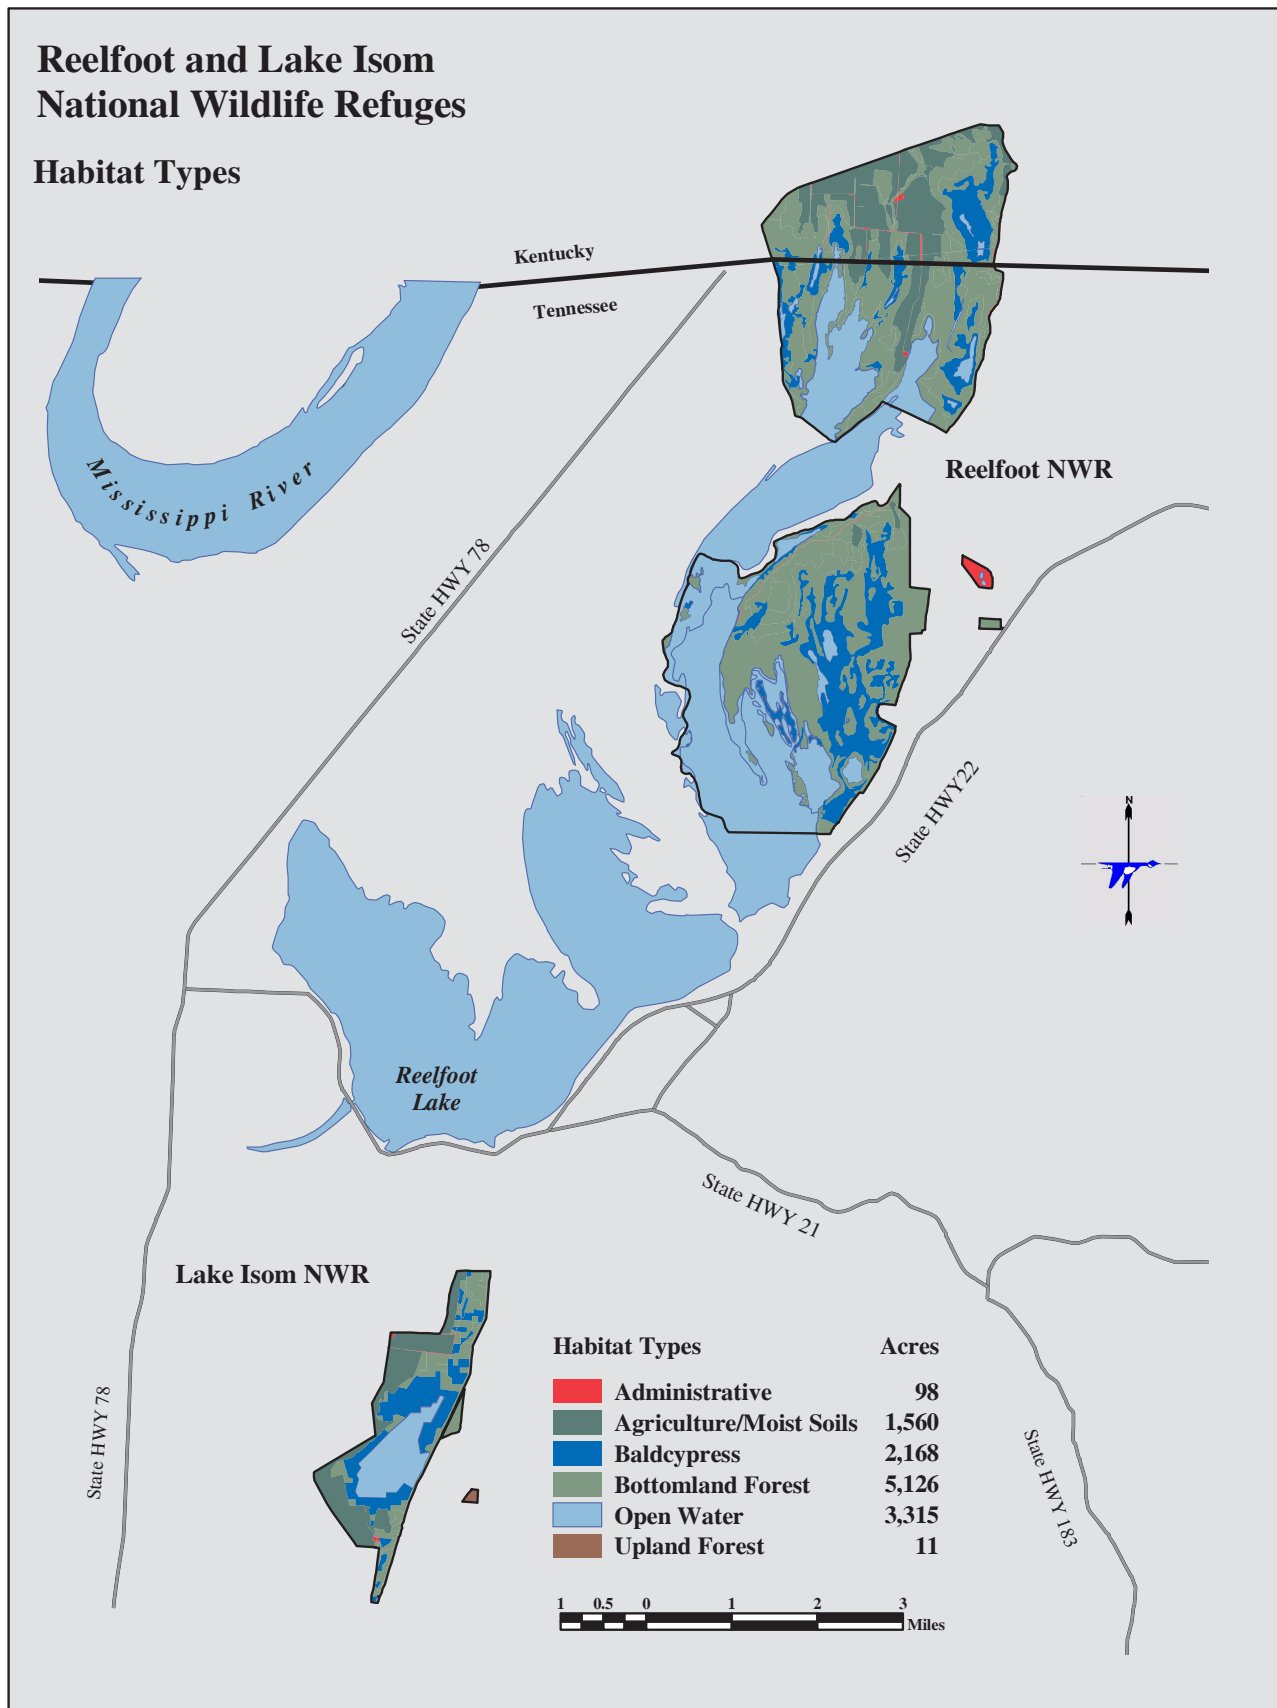 Reelfoot and Lake Isom
National Wildlife Refuges
Habitat Types
Kentucky
Tennessee
Mississippi River
State HWY 78
Reelfoot NWR
State HWY22
N
Reelfoot
Lake
State HWY 21
Lake Isom NWR
State HWY 78
State HWY 183
Habitat Types Acres
Administrative 98
Agriculture/Moist Soils 1,560
Baldcypress 2,168
Bottomland Forest 5,126
Open Water 3,315
Upland Forest 11
1 0.5 0 1 2 3
Miles